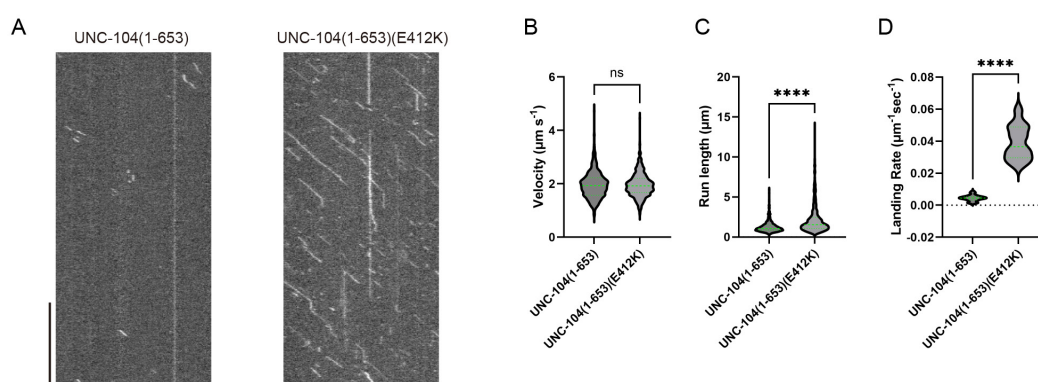 A
UNC-104(1-653)
UNC-104(1-653)(E412K)
B
Velocity (µm s⁻¹)
6
4
2
0
ns
UNC-104(1-653)
UNC-104(1-653)(E412K)
C
Run length (µm)
20
15
10
5
0
****
UNC-104(1-653)
UNC-104(1-653)(E412K)
D
Landing Rate (µm⁻¹sec⁻¹)
0.08
0.06
0.04
0.02
0.00
-0.02
****
UNC-104(1-653)
UNC-104(1-653)(E412K)